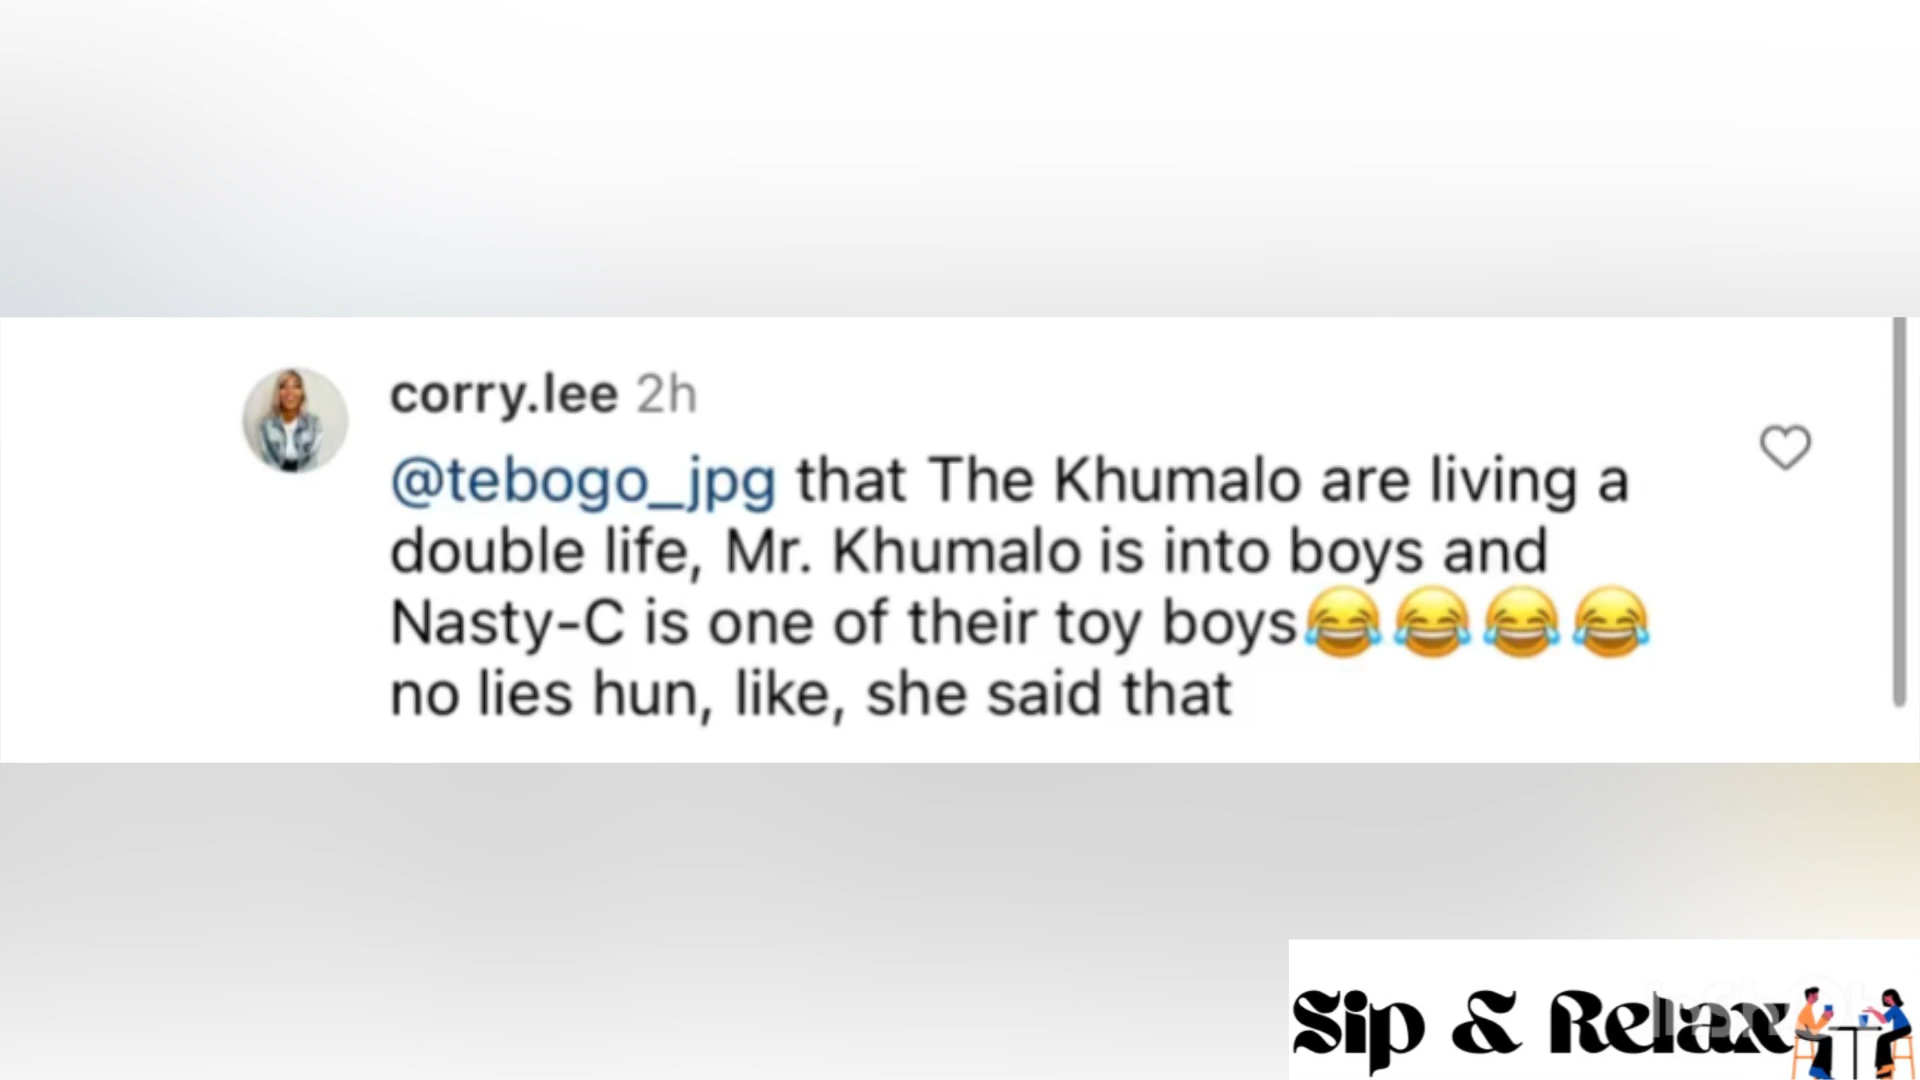 corry.lee 2h
@tebogo_jpg that The Khumalo are living a
double life, Mr. Khumalo is into boys and
Nasty-C is one of their toy boys😂😂😂😂
no lies hun, like, she said that
Sip & Relax